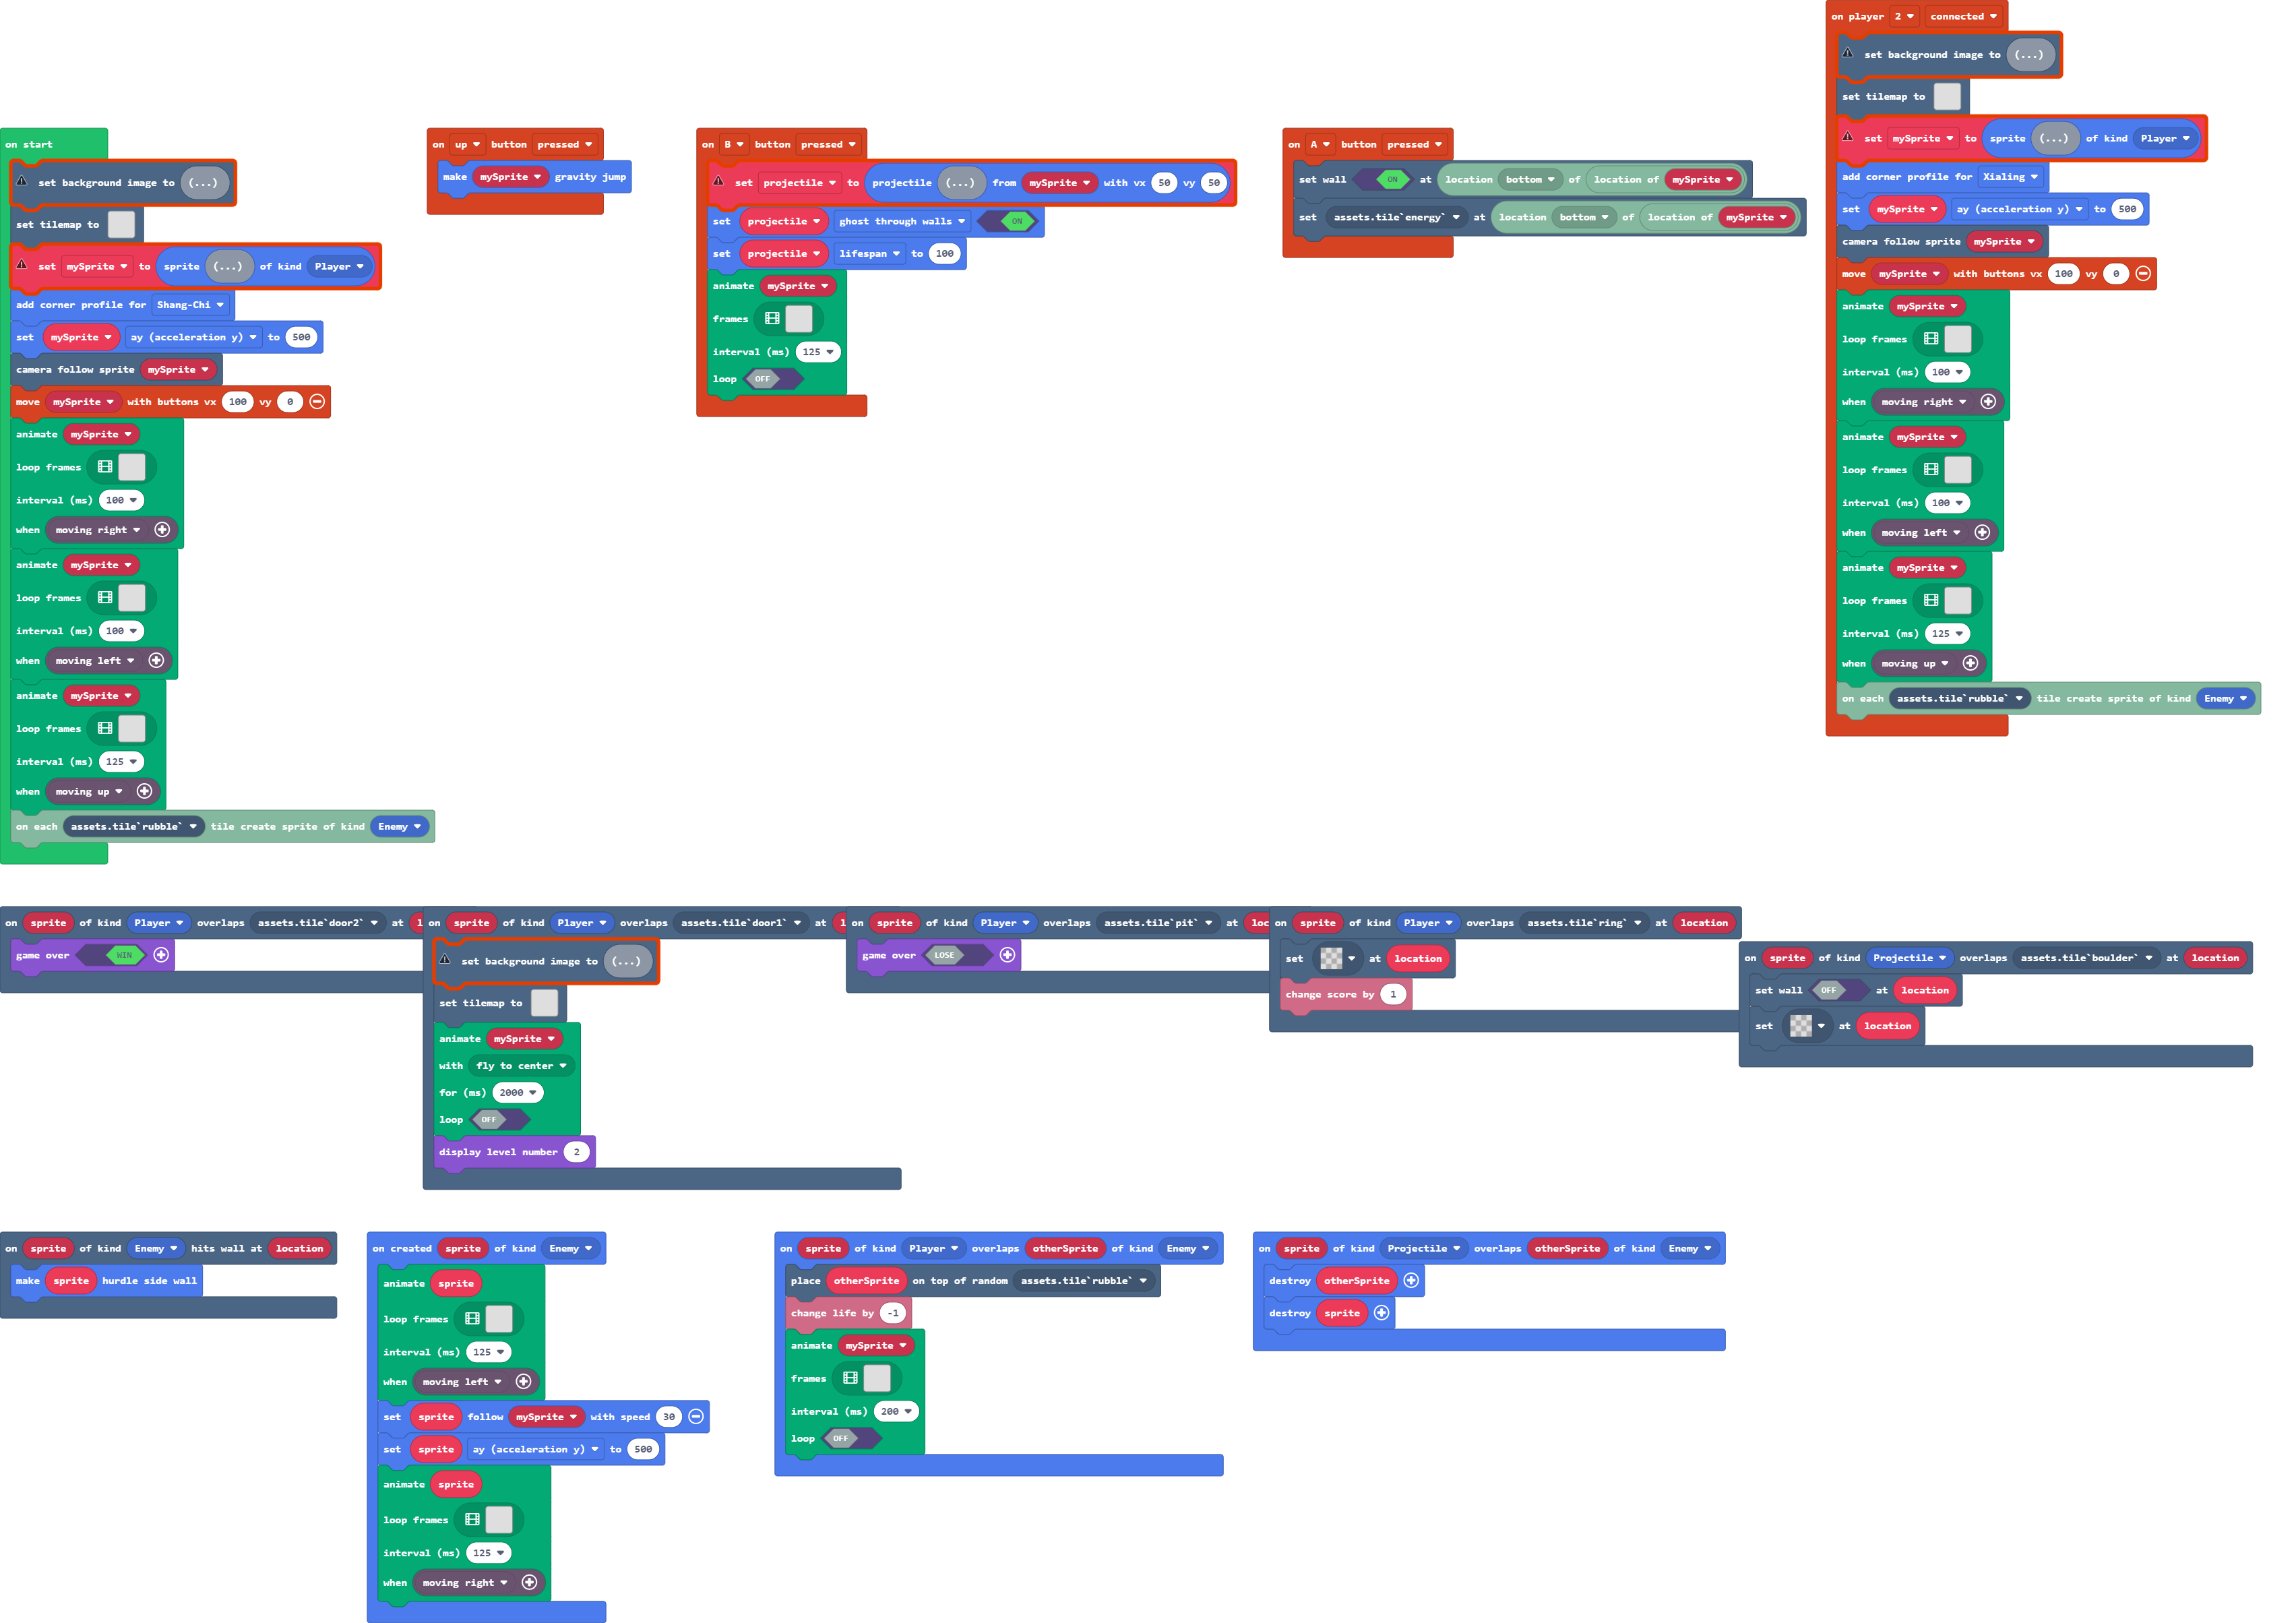 on start
set background image to (...)
set tilemap to
set mySprite to sprite (...) of kind Player
add corner profile for Shang-Chi
set mySprite ay (acceleration y) to 500
camera follow sprite mySprite
move mySprite with buttons vx 100 vy 0
animate mySprite
loop frames
interval (ms) 100
when moving right
animate mySprite
loop frames
interval (ms) 100
when moving left
animate mySprite
loop frames
interval (ms) 125
when moving up
on each assets.tile`rubble` tile create sprite of kind Enemy
on up button pressed
make mySprite gravity jump
on B button pressed
set projectile to projectile (...) from mySprite with vx 50 vy 50
set projectile ghost through walls ON
set projectile lifespan to 100
animate mySprite
frames
interval (ms) 125
loop OFF
on A button pressed
set wall ON at location bottom of location of mySprite
set assets.tile`energy` at location bottom of location of mySprite
on player 2 connected
set background image to (...)
set tilemap to
set mySprite to sprite (...) of kind Player
add corner profile for Xialing
set mySprite ay (acceleration y) to 500
camera follow sprite mySprite
move mySprite with buttons vx 100 vy 0
animate mySprite
loop frames
interval (ms) 100
when moving right
animate mySprite
loop frames
interval (ms) 100
when moving left
animate mySprite
loop frames
interval (ms) 125
when moving up
on each assets.tile`rubble` tile create sprite of kind Enemy
on sprite of kind Player overlaps assets.tile`door2` at
game over WIN
on sprite of kind Player overlaps assets.tile`door1` at
set background image to (...)
set tilemap to
animate mySprite
with fly to center
for (ms) 2000
loop OFF
display level number 2
on sprite of kind Player overlaps assets.tile`pit` at
game over LOSE
on sprite of kind Player overlaps assets.tile`ring` at location
set at location
change score by 1
on sprite of kind Projectile overlaps assets.tile`boulder` at location
set wall OFF at location
set at location
on sprite of kind Enemy hits wall at location
make sprite hurdle side wall
on created sprite of kind Enemy
animate sprite
loop frames
interval (ms) 125
when moving left
set sprite follow mySprite with speed 30
set sprite ay (acceleration y) to 500
animate sprite
loop frames
interval (ms) 125
when moving right
on sprite of kind Player overlaps otherSprite of kind Enemy
place otherSprite on top of random assets.tile`rubble`
change life by -1
animate mySprite
frames
interval (ms) 200
loop OFF
on sprite of kind Projectile overlaps otherSprite of kind Enemy
destroy otherSprite
destroy sprite